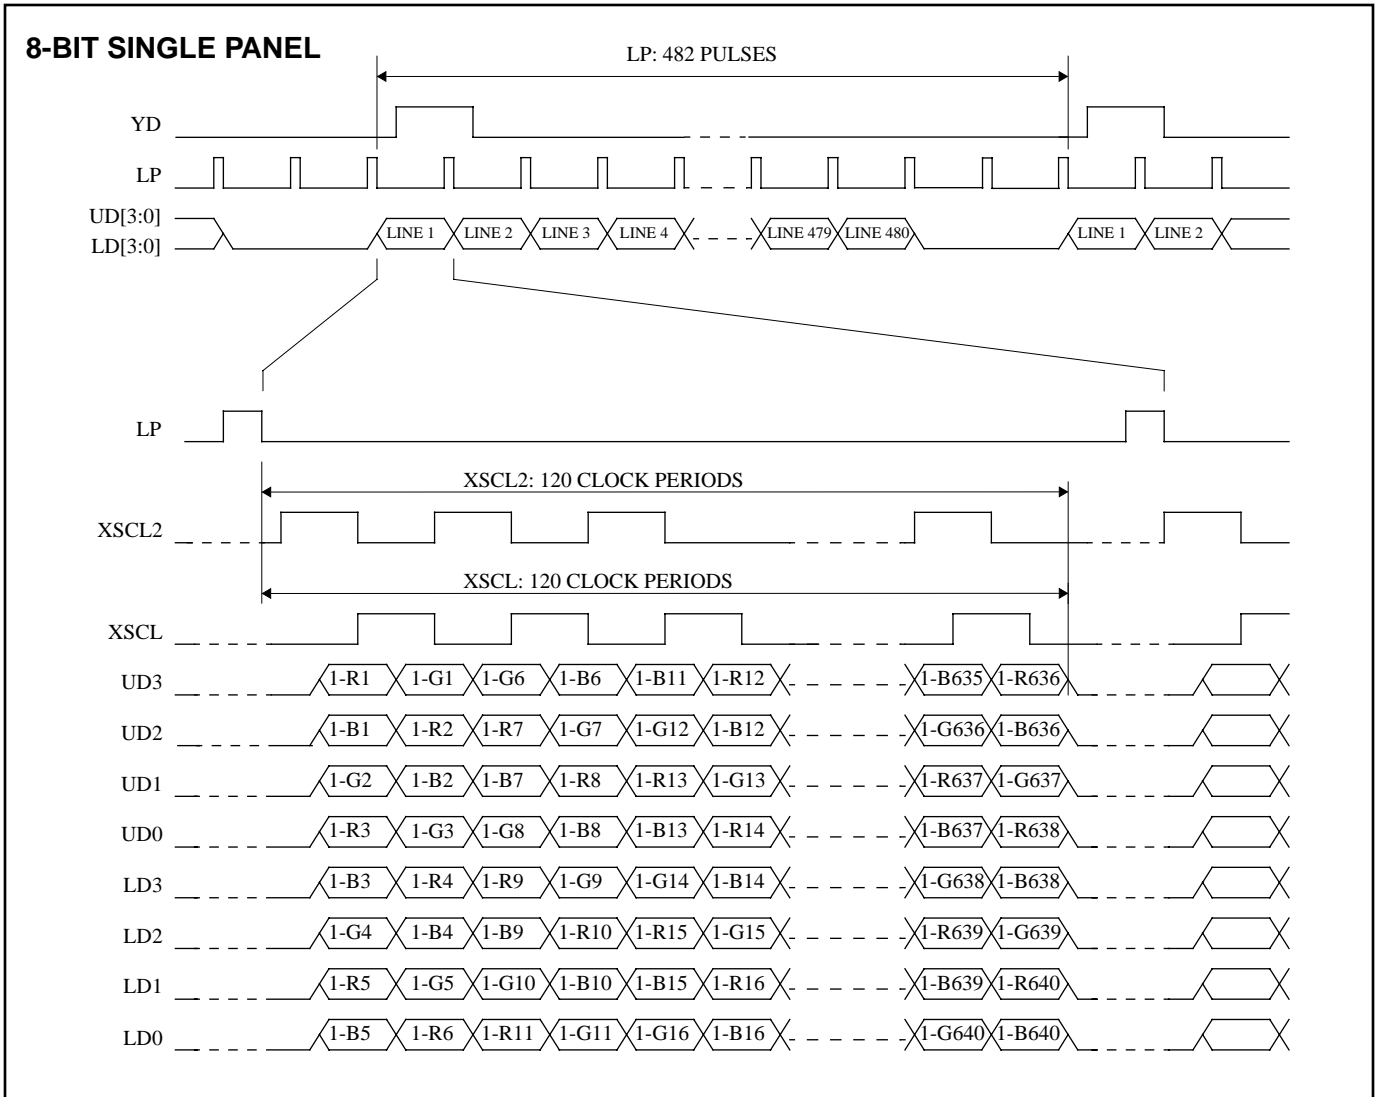 8-BIT SINGLE PANEL
LP: 482 PULSES
YD
LP
UD[3:0]
LD[3:0]
LINE 1 LINE 2 LINE 3 LINE 4 LINE 479 LINE 480 LINE 1 LINE 2
LP
XSCL2: 120 CLOCK PERIODS
XSCL2
XSCL: 120 CLOCK PERIODS
XSCL
UD3 1-R1 1-G1 1-G6 1-B6 1-B11 1-R12 1-B635 1-R636
UD2 1-B1 1-R2 1-R7 1-G7 1-G12 1-B12 1-G636 1-B636
UD1 1-G2 1-B2 1-B7 1-R8 1-R13 1-G13 1-R637 1-G637
UD0 1-R3 1-G3 1-G8 1-B8 1-B13 1-R14 1-B637 1-R638
LD3 1-B3 1-R4 1-R9 1-G9 1-G14 1-B14 1-G638 1-B638
LD2 1-G4 1-B4 1-B9 1-R10 1-R15 1-G15 1-R639 1-G639
LD1 1-R5 1-G5 1-G10 1-B10 1-B15 1-R16 1-B639 1-R640
LD0 1-B5 1-R6 1-R11 1-G11 1-G16 1-B16 1-G640 1-B640